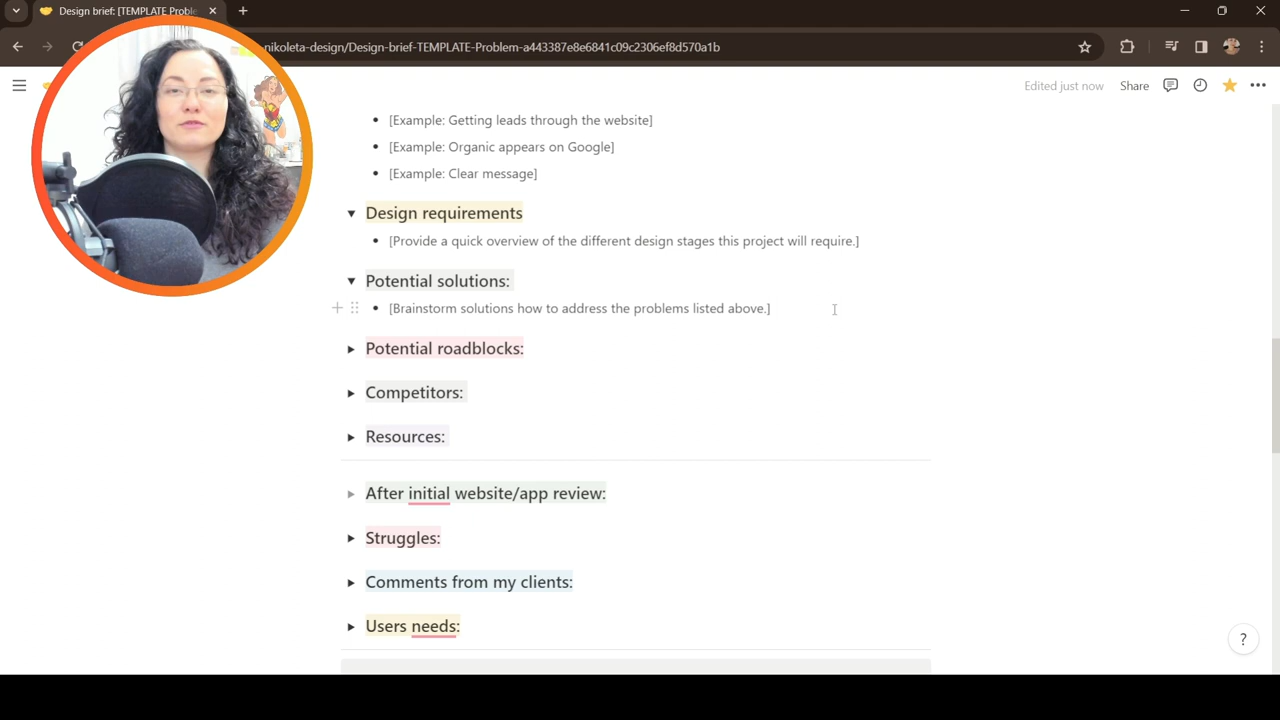 Design brief: [TEMPLATE Proble
nikoleta-design/Design-brief-TEMPLATE-Problem-a443387e8e6841c09c2306ef8d570a1b
Edited just now
Share
[Example: Getting leads through the website]
[Example: Organic appears on Google]
[Example: Clear message]
Design requirements
[Provide a quick overview of the different design stages this project will require.]
Potential solutions:
[Brainstorm solutions how to address the problems listed above.]
Potential roadblocks:
Competitors:
Resources:
After initial website/app review:
Struggles:
Comments from my clients:
Users needs:
?